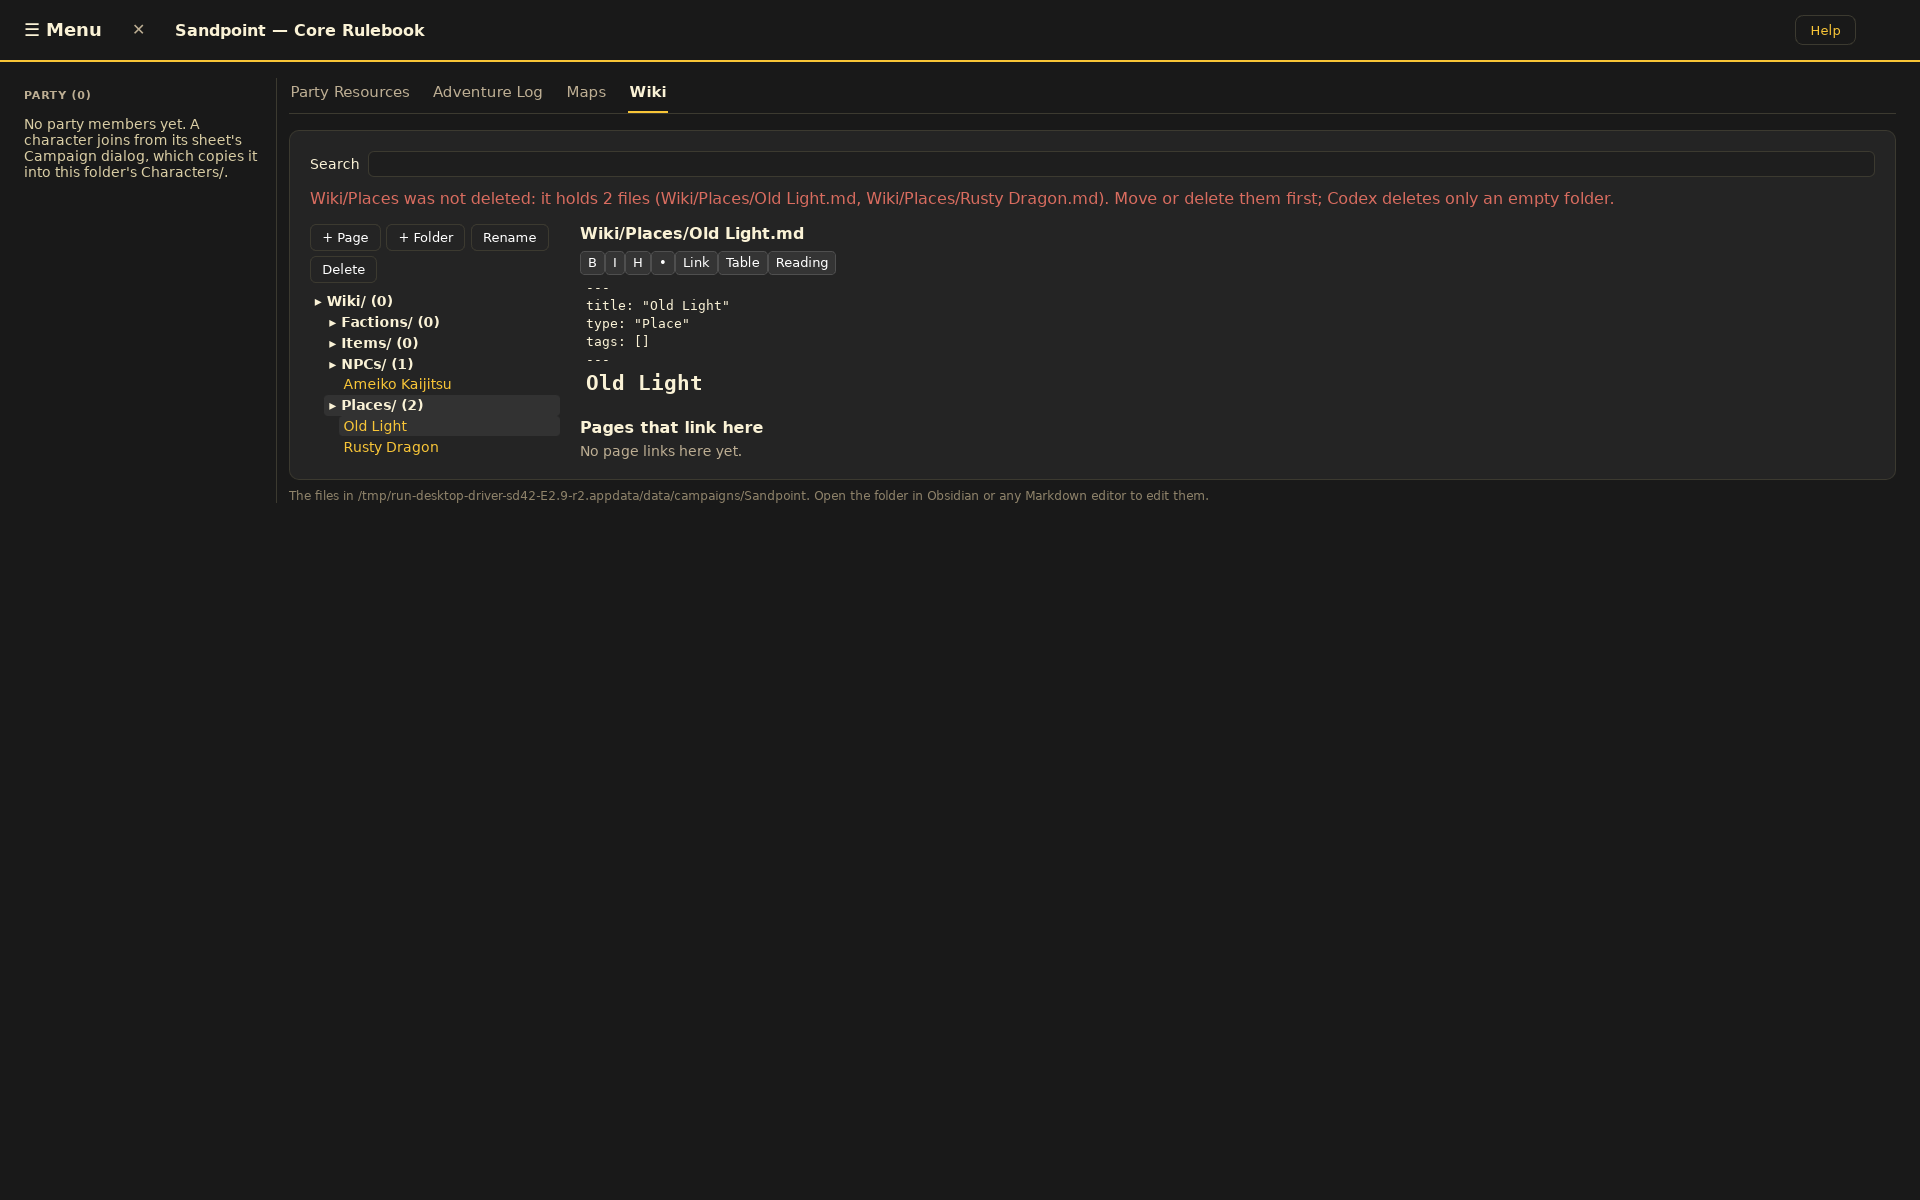 ☰ Menu ✕ Sandpoint — Core Rulebook Help
PARTY (0)
No party members yet. A
character joins from its sheet's
Campaign dialog, which copies it
into this folder's Characters/.
Party Resources Adventure Log Maps Wiki
Search
Wiki/Places was not deleted: it holds 2 files (Wiki/Places/Old Light.md, Wiki/Places/Rusty Dragon.md). Move or delete them first; Codex deletes only an empty folder.
+ Page + Folder Rename
Delete
▸ Wiki/ (0)
▸ Factions/ (0)
▸ Items/ (0)
▸ NPCs/ (1)
Ameiko Kaijitsu
▸ Places/ (2)
Old Light
Rusty Dragon
Wiki/Places/Old Light.md
B I H • Link Table Reading
---
title: "Old Light"
type: "Place"
tags: []
---
Old Light
Pages that link here
No page links here yet.
The files in /tmp/run-desktop-driver-sd42-E2.9-r2.appdata/data/campaigns/Sandpoint. Open the folder in Obsidian or any Markdown editor to edit them.